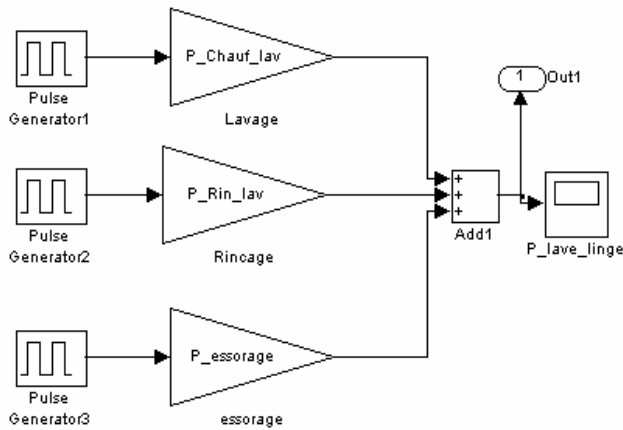 P_Chauf_lav
Pulse
Generator1
Lavage
1
Out1
P_Rin_lav
Pulse
Generator2
Rincage
+
+
+
Add1
P_lave_linge
P_essorage
Pulse
Generator3
essorage